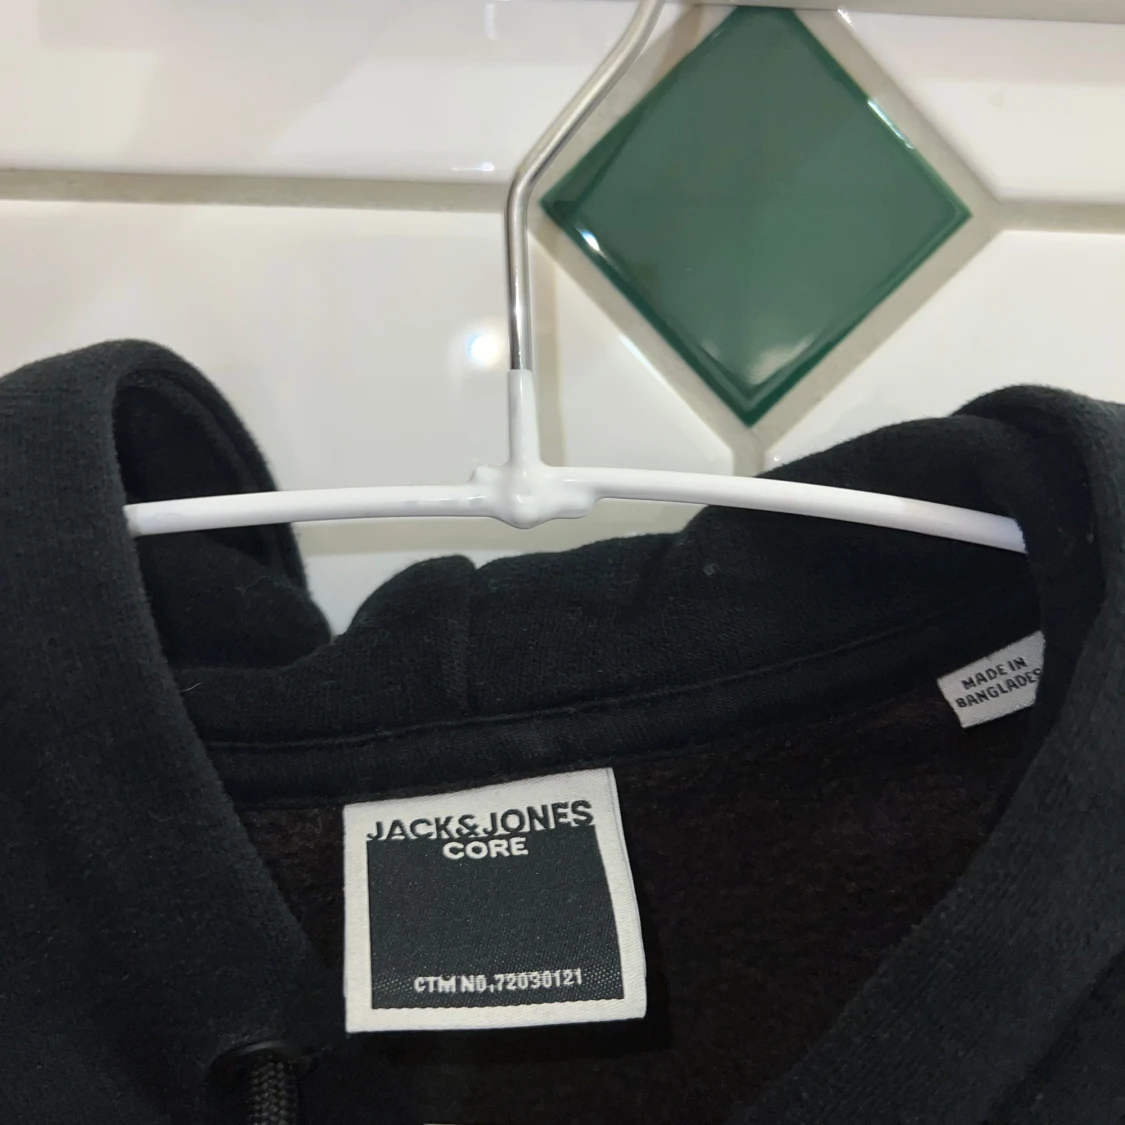 MADE IN
BANGLADES
JACK&JONES
CORE
CTM NO.72030121